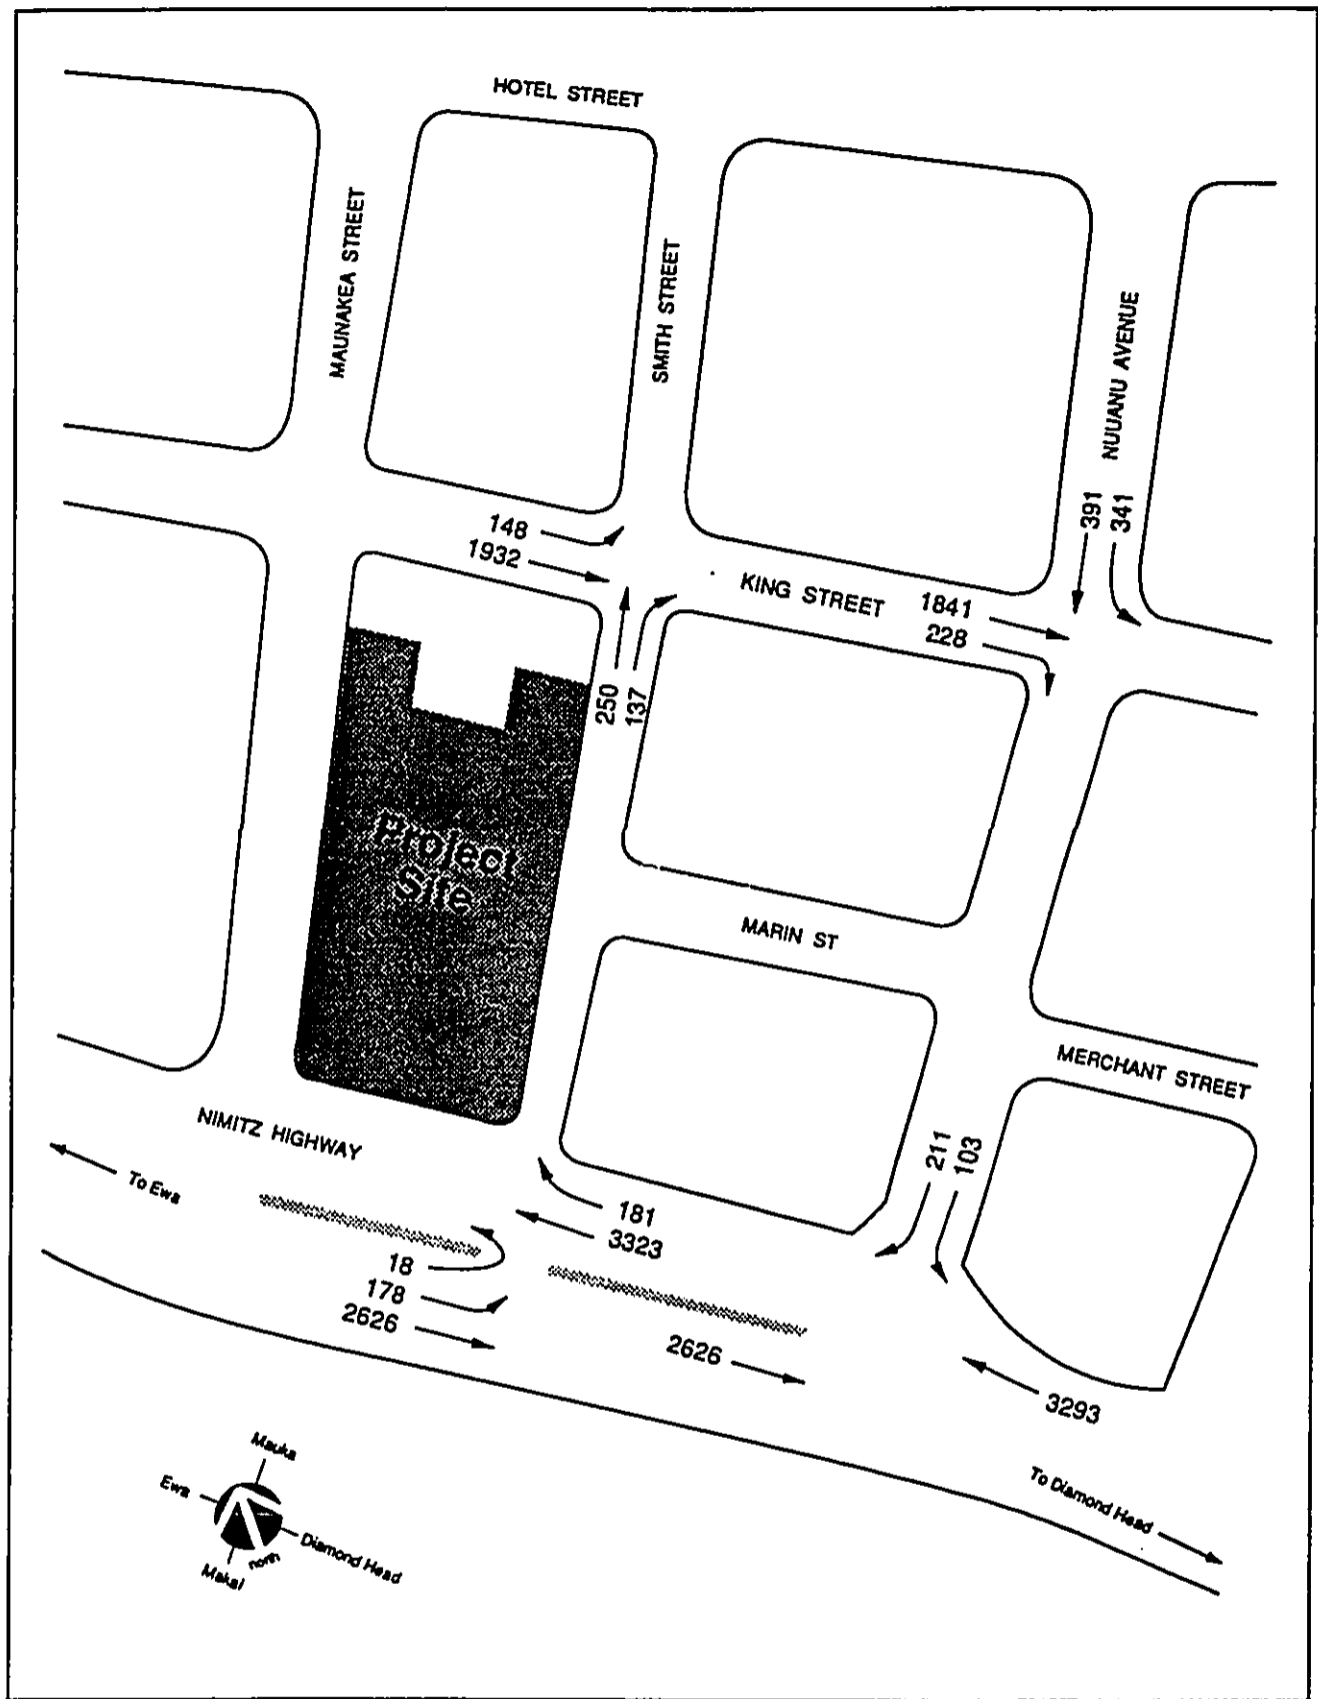 HOTEL STREET
MAUNAKEA STREET
SMITH STREET
NUUANU AVENUE
391
341
148
1932
KING STREET
1841
228
250
137
Project
Site
MARIN ST
MERCHANT STREET
NIMITZ HIGHWAY
211
103
To Ewa
181
3323
18
178
2626
2626
3293
Mauka
Ewa
To Diamond Head
Diamond Head
north
Makai